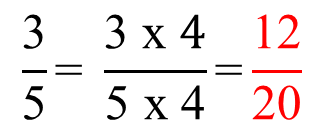 3/5 = (3 x 4)/(5 x 4) = 12/20